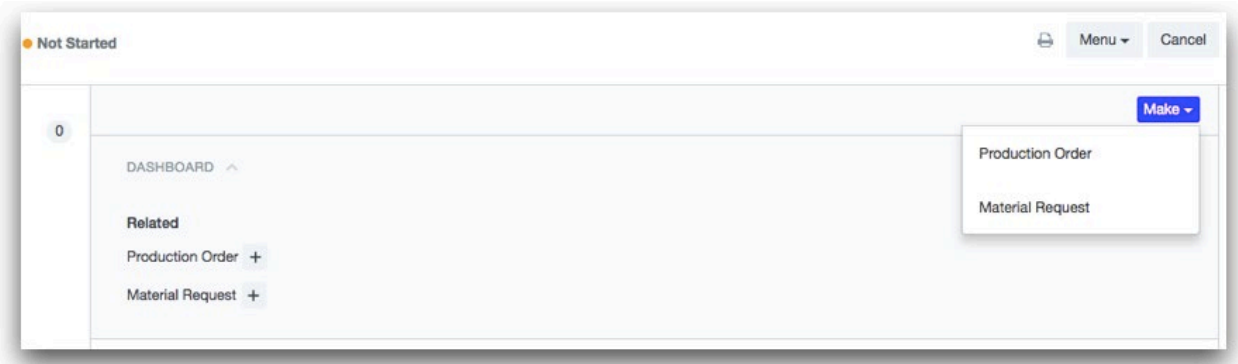 Not Started
Menu
Cancel
Make
0
Production Order
DASHBOARD
Material Request
Related
Production Order +
Material Request +